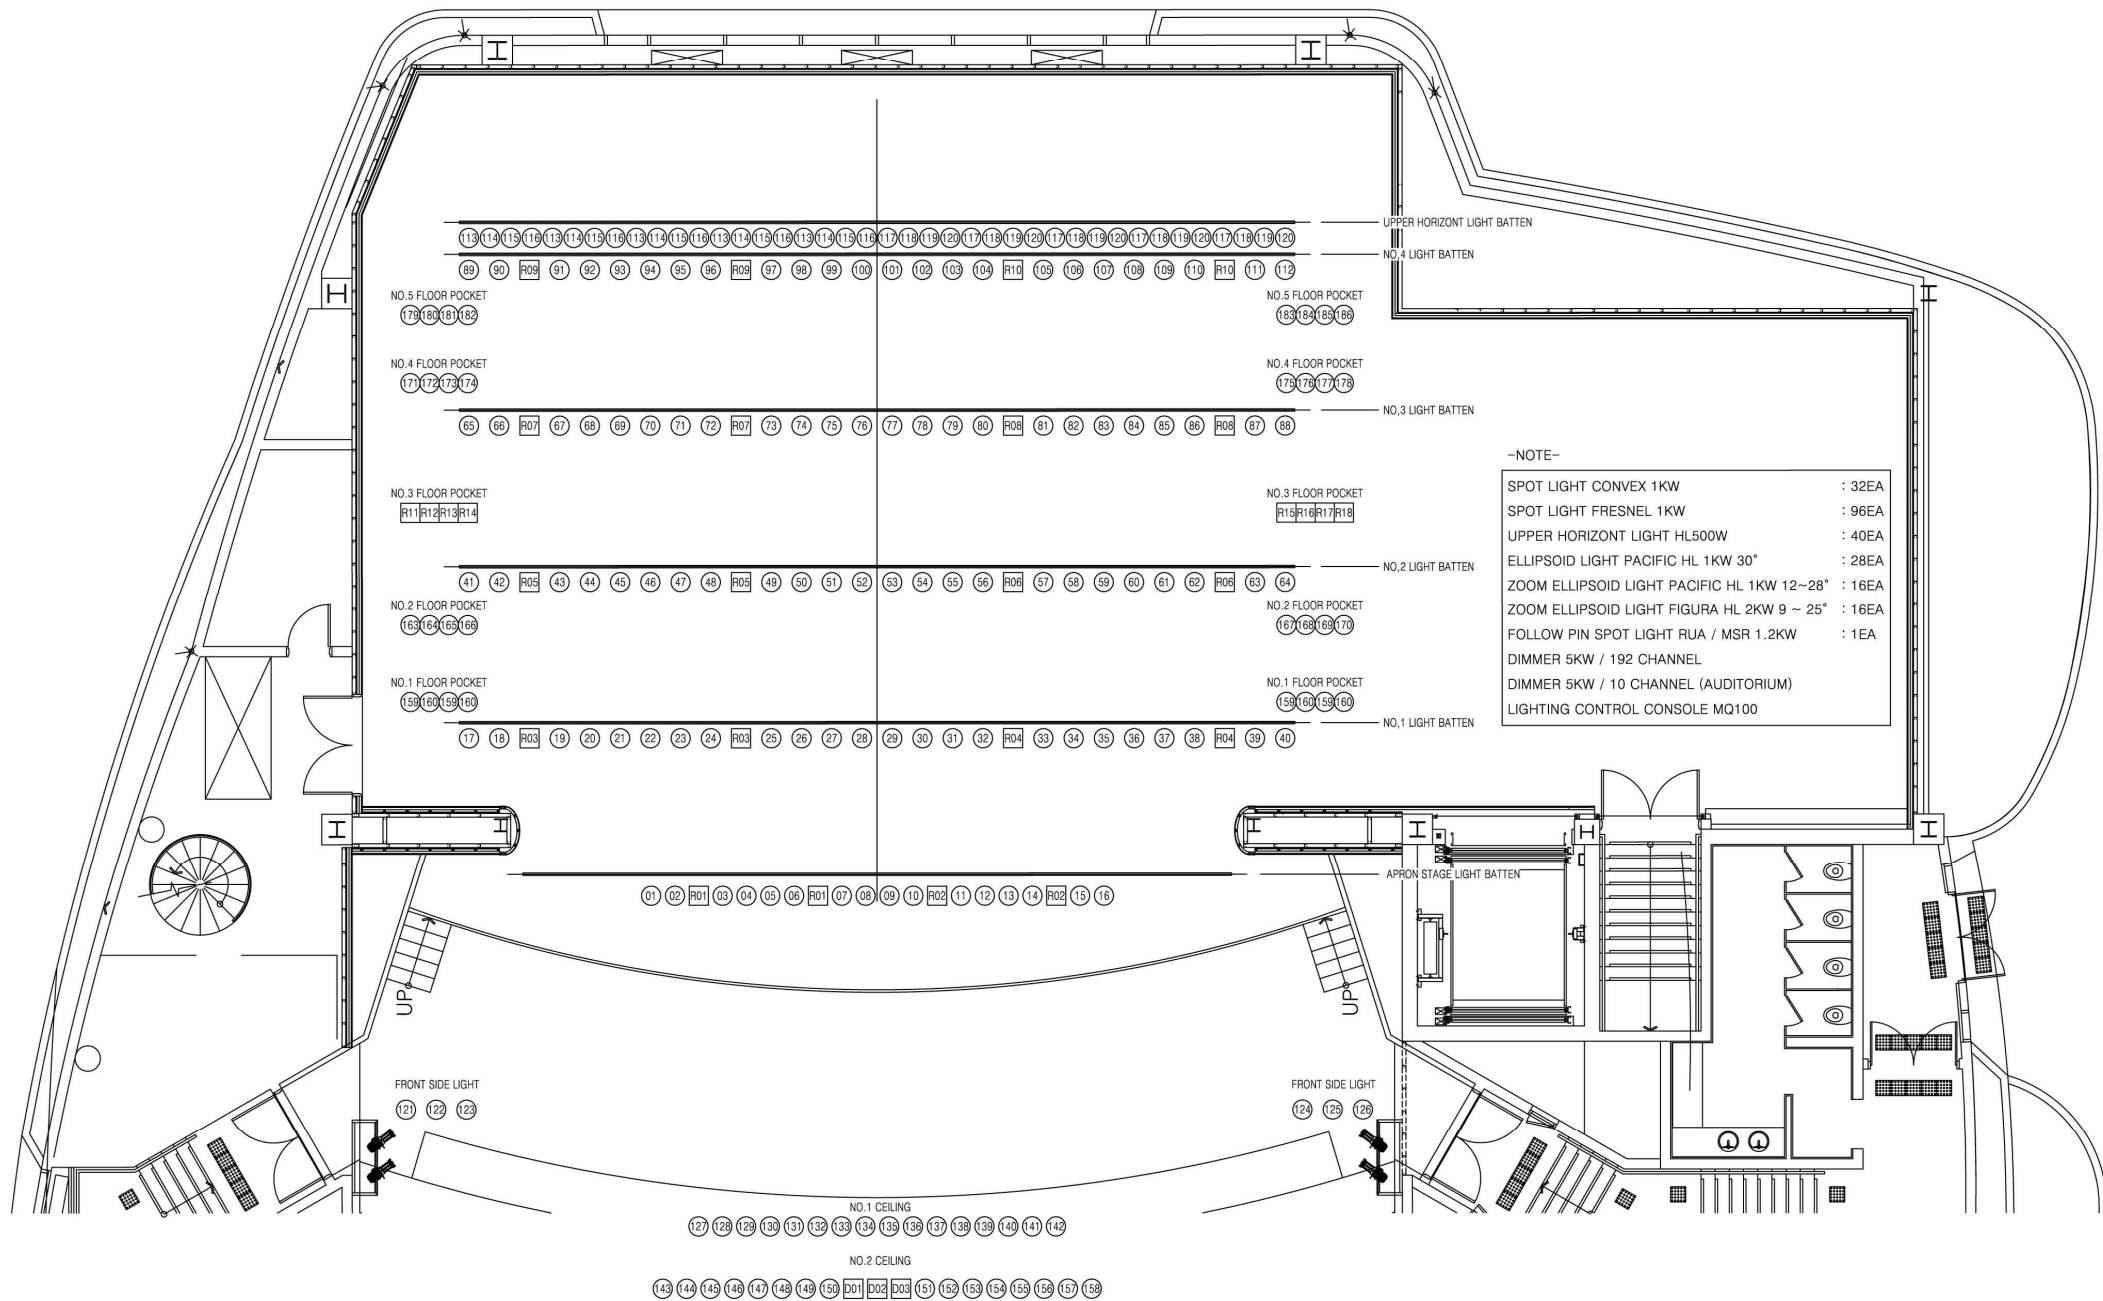 UPPER HORIZONT LIGHT BATTEN
113 114 115 116 113 114 115 116 113 114 115 116 113 114 115 116 113 114 115 116 117 118 119 120 117 118 119 120 117 118 119 120 117 118 119 120 117 118 119 120
NO,4 LIGHT BATTEN
89 90 R09 91 92 93 94 95 96 R09 97 98 99 100 101 102 103 104 R10 105 106 107 108 109 110 R10 111 112
NO.5 FLOOR POCKET NO.5 FLOOR POCKET
179 180 181 182 183 184 185 186
NO.4 FLOOR POCKET NO.4 FLOOR POCKET
171 172 173 174 175 176 177 178
NO,3 LIGHT BATTEN
65 66 R07 67 68 69 70 71 72 R07 73 74 75 76 77 78 79 80 R08 81 82 83 84 85 86 R08 87 88
NO.3 FLOOR POCKET NO.3 FLOOR POCKET
R11 R12 R13 R14 R15 R16 R17 R18
NO,2 LIGHT BATTEN
41 42 R05 43 44 45 46 47 48 R05 49 50 51 52 53 54 55 56 R06 57 58 59 60 61 62 R06 63 64
NO.2 FLOOR POCKET NO.2 FLOOR POCKET
163 164 165 166 167 168 169 170
NO.1 FLOOR POCKET NO.1 FLOOR POCKET
159 160 159 160 159 160 159 160
NO,1 LIGHT BATTEN
17 18 R03 19 20 21 22 23 24 R03 25 26 27 28 29 30 31 32 R04 33 34 35 36 37 38 R04 39 40
-NOTE-
SPOT LIGHT CONVEX 1KW : 32EA
SPOT LIGHT FRESNEL 1KW : 96EA
UPPER HORIZONT LIGHT HL500W : 40EA
ELLIPSOID LIGHT PACIFIC HL 1KW 30° : 28EA
ZOOM ELLIPSOID LIGHT PACIFIC HL 1KW 12~28° : 16EA
ZOOM ELLIPSOID LIGHT FIGURA HL 2KW 9 ~ 25° : 16EA
FOLLOW PIN SPOT LIGHT RUA / MSR 1.2KW : 1EA
DIMMER 5KW / 192 CHANNEL
DIMMER 5KW / 10 CHANNEL (AUDITORIUM)
LIGHTING CONTROL CONSOLE MQ100
APRON STAGE LIGHT BATTEN
01 02 R01 03 04 05 06 R01 07 08 09 10 R02 11 12 13 14 R02 15 16
UP UP
FRONT SIDE LIGHT FRONT SIDE LIGHT
121 122 123 124 125 126
NO.1 CEILING
127 128 129 130 131 132 133 134 135 136 137 138 139 140 141 142
NO.2 CEILING
143 144 145 146 147 148 149 150 D01 D02 D03 151 152 153 154 155 156 157 158